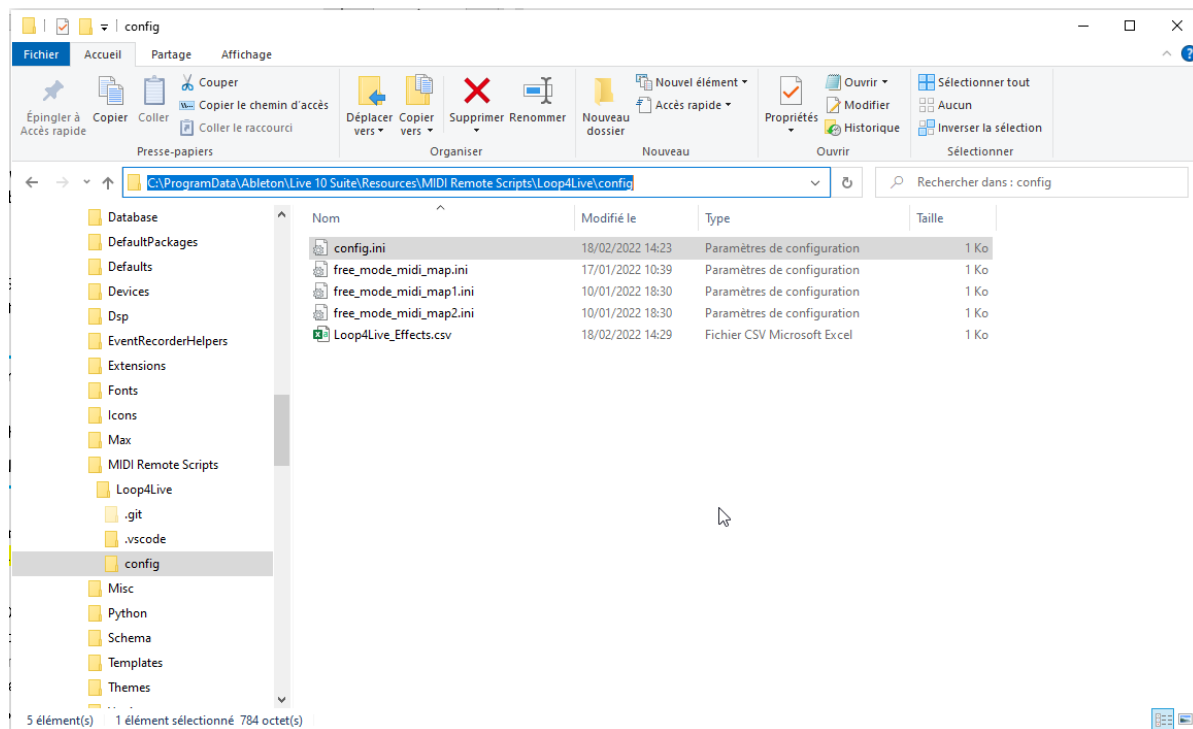 config
Fichier Accueil Partage Affichage
Épingler à Accès rapide
Copier
Coller
Couper
Copier le chemin d'accès
Coller le raccourci
Déplacer vers
Copier vers
Supprimer
Renommer
Nouveau dossier
Nouvel élément
Accès rapide
Propriétés
Ouvrir
Modifier
Historique
Sélectionner tout
Aucun
Inverser la sélection
Presse-papiers Organiser Nouveau Ouvrir Sélectionner
C:\ProgramData\Ableton\Live 10 Suite\Resources\MIDI Remote Scripts\Loop4Live\config
Rechercher dans : config
Database
DefaultPackages
Defaults
Devices
Dsp
EventRecorderHelpers
Extensions
Fonts
Icons
Max
MIDI Remote Scripts
Loop4Live
.git
.vscode
config
Misc
Python
Schema
Templates
Themes
Nom Modifié le Type Taille
config.ini 18/02/2022 14:23 Paramètres de configuration 1 Ko
free_mode_midi_map.ini 17/01/2022 10:39 Paramètres de configuration 1 Ko
free_mode_midi_map1.ini 10/01/2022 18:30 Paramètres de configuration 1 Ko
free_mode_midi_map2.ini 10/01/2022 18:30 Paramètres de configuration 1 Ko
Loop4Live_Effects.csv 18/02/2022 14:29 Fichier CSV Microsoft Excel 1 Ko
5 élément(s) 1 élément sélectionné 784 octet(s)